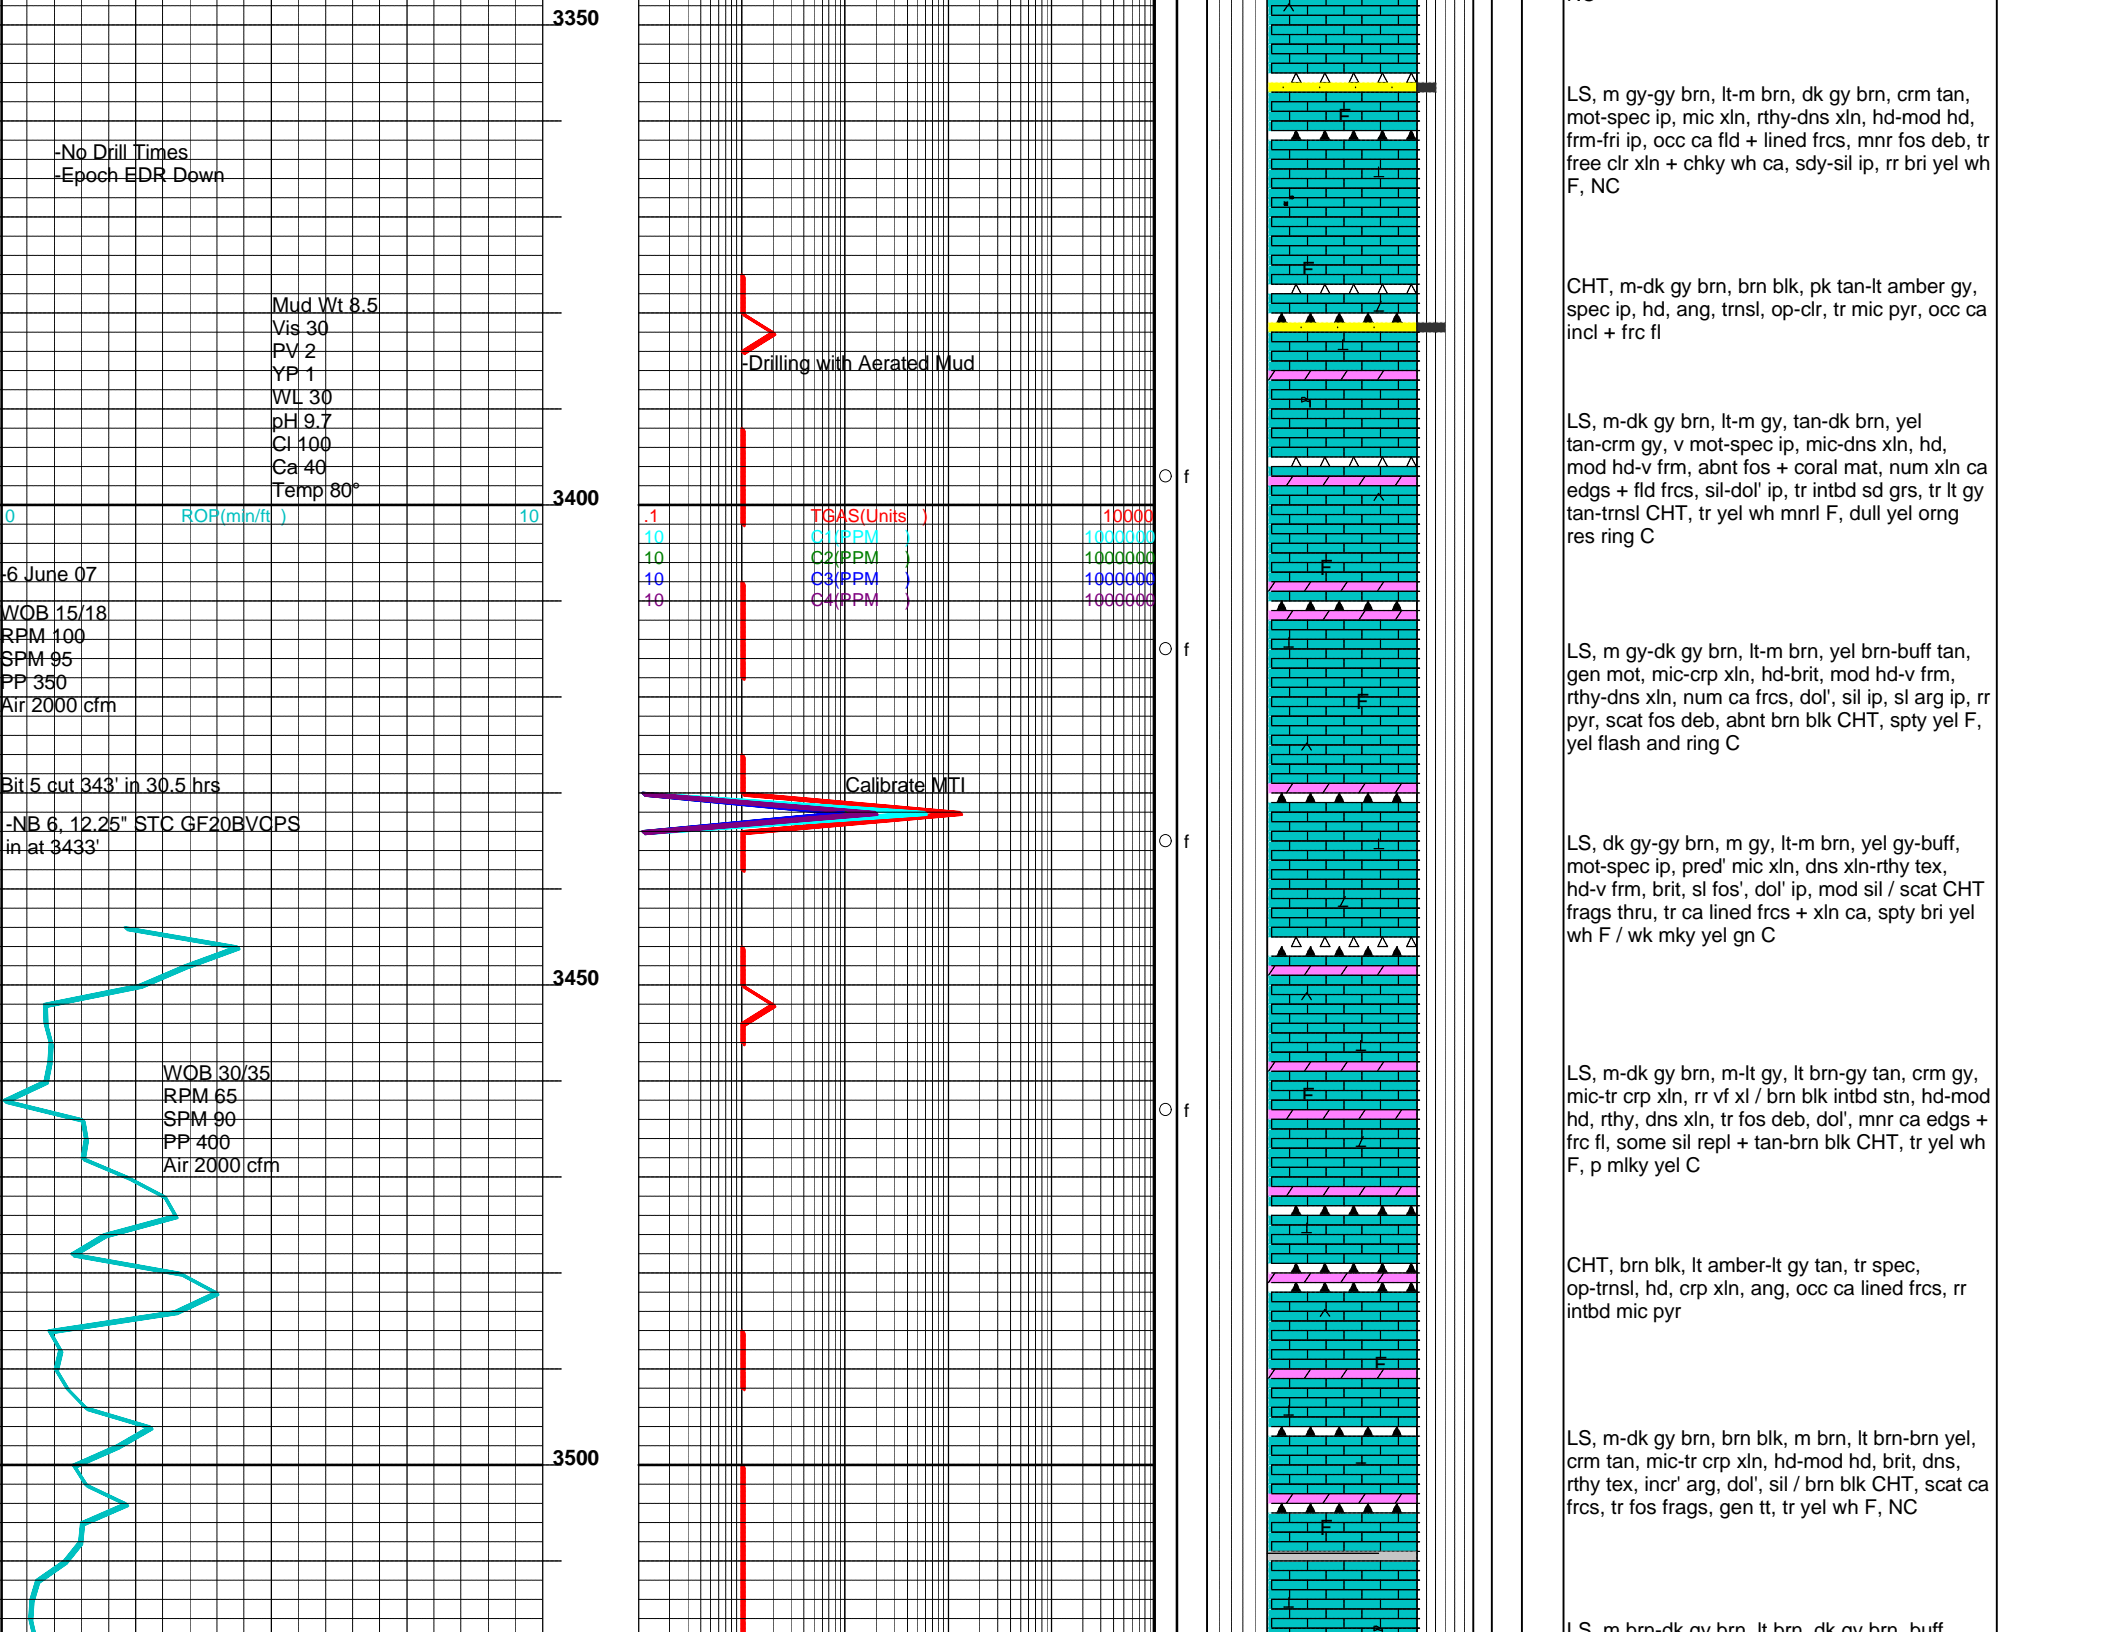 3350
-No Drill Times
-Epoch EDR Down
Mud Wt 8.5
Vis 30
PV 2
YP 1
WL 30
pH 9.7
Cl 100
Ca 40
Temp 80°
3400
0 ROP(min/ft ) 10
-6 June 07
WOB 15/18
RPM 100
SPM 95
PP 350
Air 2000 cfm
Bit 5 cut 343' in 30.5 hrs
-NB 6, 12.25" STC GF20BVCPS
in at 3433'
3450
WOB 30/35
RPM 65
SPM 90
PP 400
Air 2000 cfm
3500
-Drilling with Aerated Mud
.1 TGAS(Units ) 10000
10 C1(PPM ) 1000000
10 C2(PPM ) 1000000
10 C3(PPM ) 1000000
10 C4(PPM ) 1000000
Calibrate MTI
f
f
f
f
F
F
F
F
F
F
F
LS, m gy-gy brn, lt-m brn, dk gy brn, crm tan,
mot-spec ip, mic xln, rthy-dns xln, hd-mod hd,
frm-fri ip, occ ca fld + lined frcs, mnr fos deb, tr
free clr xln + chky wh ca, sdy-sil ip, rr bri yel wh
F, NC
CHT, m-dk gy brn, brn blk, pk tan-lt amber gy,
spec ip, hd, ang, trnsl, op-clr, tr mic pyr, occ ca
incl + frc fl
LS, m-dk gy brn, lt-m gy, tan-dk brn, yel
tan-crm gy, v mot-spec ip, mic-dns xln, hd,
mod hd-v frm, abnt fos + coral mat, num xln ca
edgs + fld frcs, sil-dol' ip, tr intbd sd grs, tr lt gy
tan-trnsl CHT, tr yel wh mnrl F, dull yel orng
res ring C
LS, m gy-dk gy brn, lt-m brn, yel brn-buff tan,
gen mot, mic-crp xln, hd-brit, mod hd-v frm,
rthy-dns xln, num ca frcs, dol', sil ip, sl arg ip, rr
pyr, scat fos deb, abnt brn blk CHT, spty yel F,
yel flash and ring C
LS, dk gy-gy brn, m gy, lt-m brn, yel gy-buff,
mot-spec ip, pred' mic xln, dns xln-rthy tex,
hd-v frm, brit, sl fos', dol' ip, mod sil / scat CHT
frags thru, tr ca lined frcs + xln ca, spty bri yel
wh F / wk mky yel gn C
LS, m-dk gy brn, m-lt gy, lt brn-gy tan, crm gy,
mic-tr crp xln, rr vf xl / brn blk intbd stn, hd-mod
hd, rthy, dns xln, tr fos deb, dol', mnr ca edgs +
frc fl, some sil repl + tan-brn blk CHT, tr yel wh
F, p mlky yel C
CHT, brn blk, lt amber-lt gy tan, tr spec,
op-trnsl, hd, crp xln, ang, occ ca lined frcs, rr
intbd mic pyr
LS, m-dk gy brn, brn blk, m brn, lt brn-brn yel,
crm tan, mic-tr crp xln, hd-mod hd, brit, dns,
rthy tex, incr' arg, dol', sil / brn blk CHT, scat ca
frcs, tr fos frags, gen tt, tr yel wh F, NC
LS, m brn-dk gy brn, lt brn, dk gy brn, buff